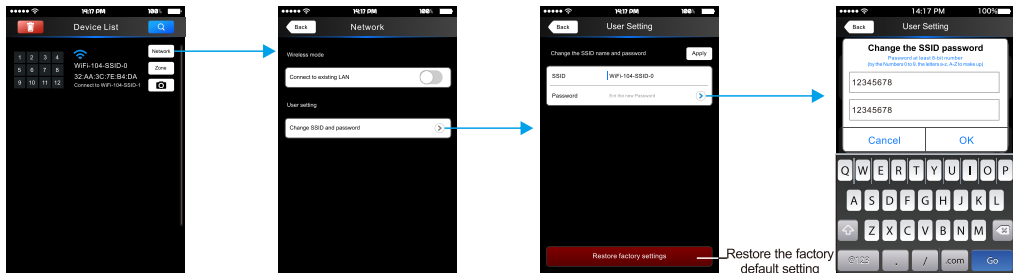 14:17 PM 100%
Device List
1 2 3 4
5 6 7 8
9 10 11 12
WiFi-104-SSID-0
32:AA:3C:7E:B4:DA
Connect to WIFI-104-SSID-1
Network
Zone
14:17 PM 100%
Back
Network
Wireless mode
Connect to existing LAN
User setting
Change SSID and password
14:17 PM 100%
Back
User Setting
Change the SSID name and password
Apply
SSID WiFi-104-SSID-0
Password Ent the new Password
Restore factory settings
Restore the factory
default setting
14:17 PM 100%
Back
User Setting
Change the SSID password
Password at least 8-bit number
(by the Numbers 0 to 9, the letters a-z, A-Z to make up)
12345678
12345678
Cancel OK
Q W E R T Y U I O P
A S D F G H J K L
Z X C V B N M
@123 . / .com Go